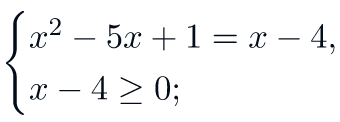 x² − 5x + 1 = x − 4,
x − 4 ≥ 0;